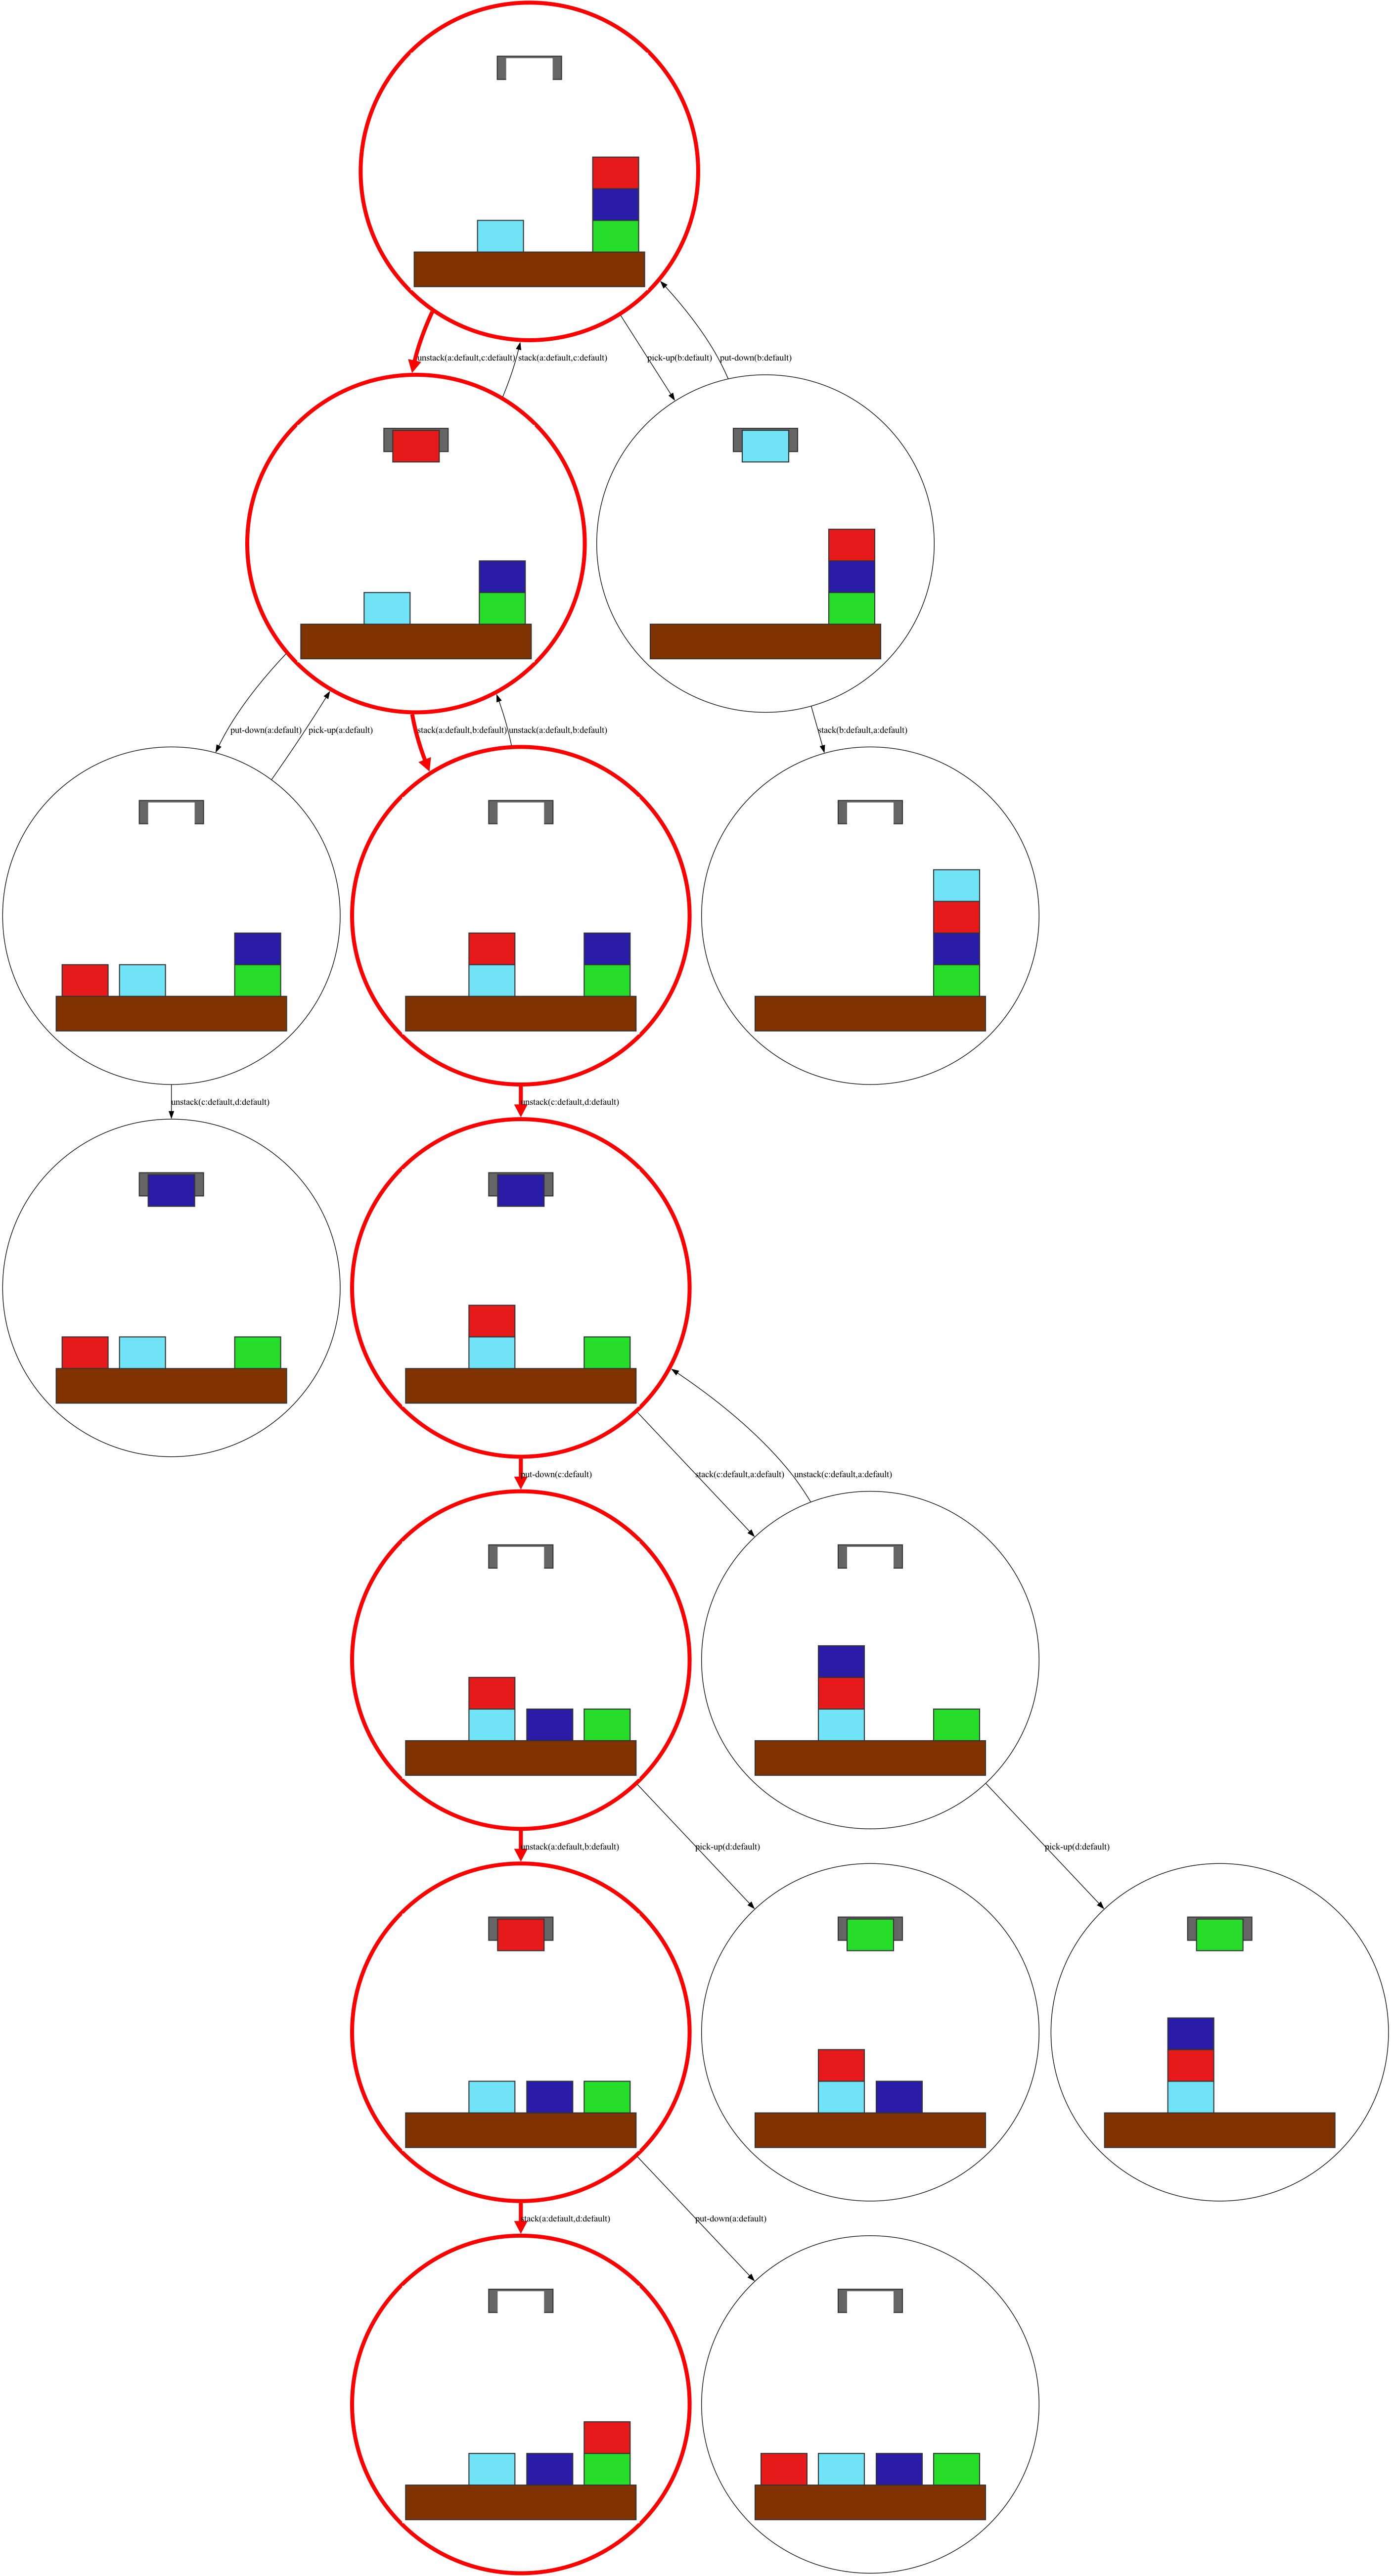 unstack(a:default,c:default)
stack(a:default,c:default)
pick-up(b:default)
put-down(b:default)
put-down(a:default)
pick-up(a:default)
stack(a:default,b:default)
unstack(a:default,b:default)
stack(b:default,a:default)
unstack(c:default,d:default)
unstack(c:default,d:default)
put-down(c:default)
stack(c:default,a:default)
unstack(c:default,a:default)
unstack(a:default,b:default)
pick-up(d:default)
pick-up(d:default)
stack(a:default,d:default)
put-down(a:default)